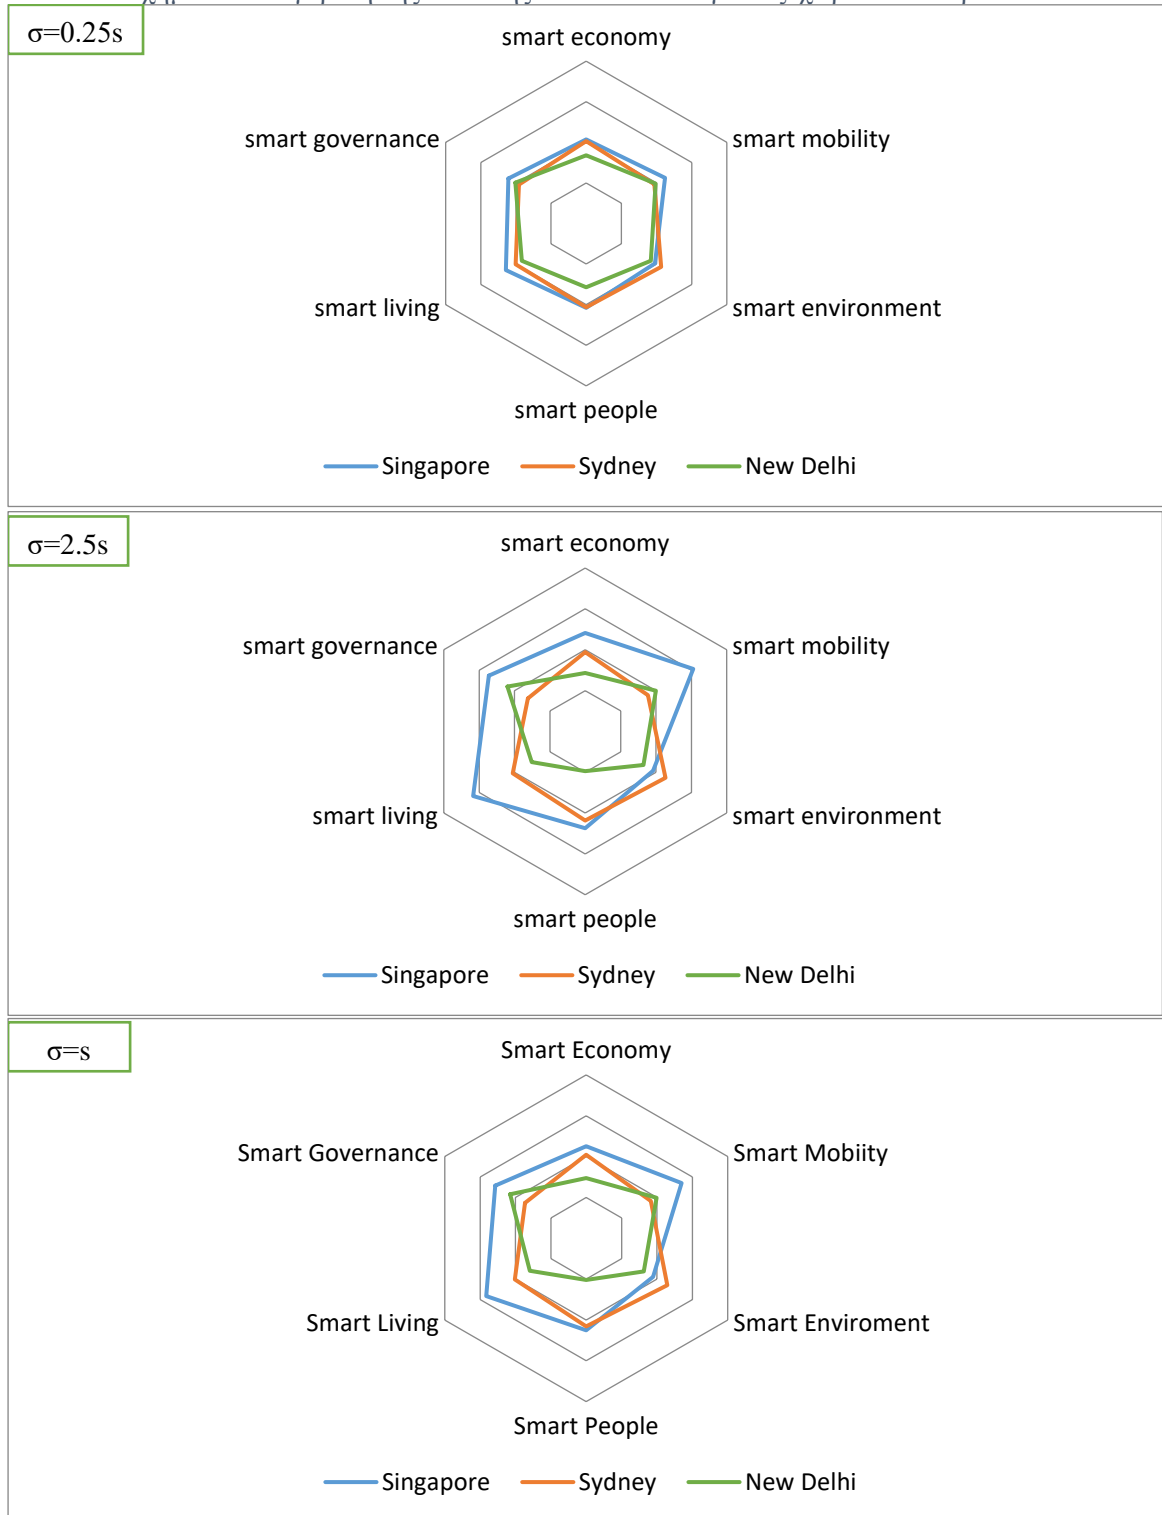 σ=0.25s
smart economy
smart governance
smart mobility
smart living
smart environment
smart people
Singapore Sydney New Delhi
σ=2.5s
smart economy
smart governance
smart mobility
smart living
smart environment
smart people
Singapore Sydney New Delhi
σ=s
Smart Economy
Smart Governance
Smart Mobiity
Smart Living
Smart Enviroment
Smart People
Singapore Sydney New Delhi